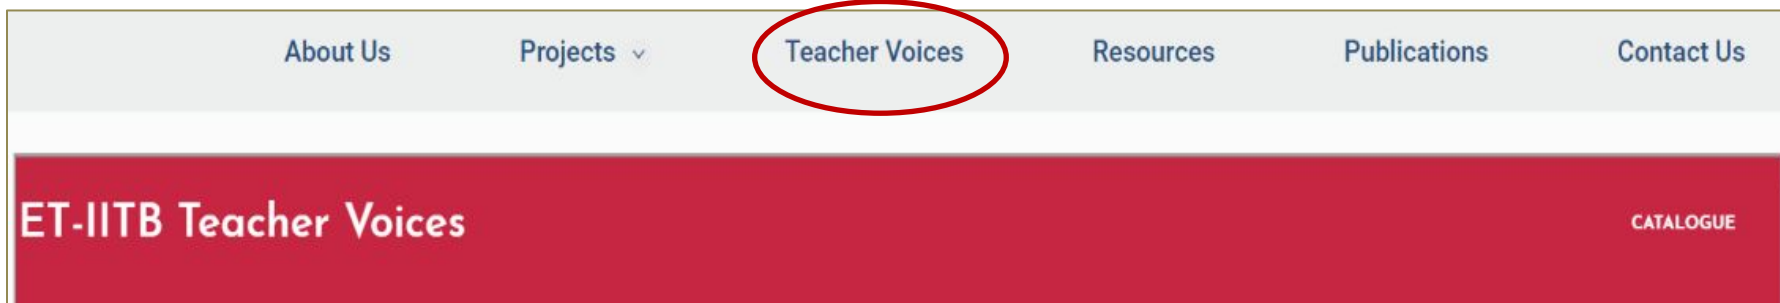 About Us Projects Teacher Voices Resources Publications Contact Us
ET-IITB Teacher Voices CATALOGUE